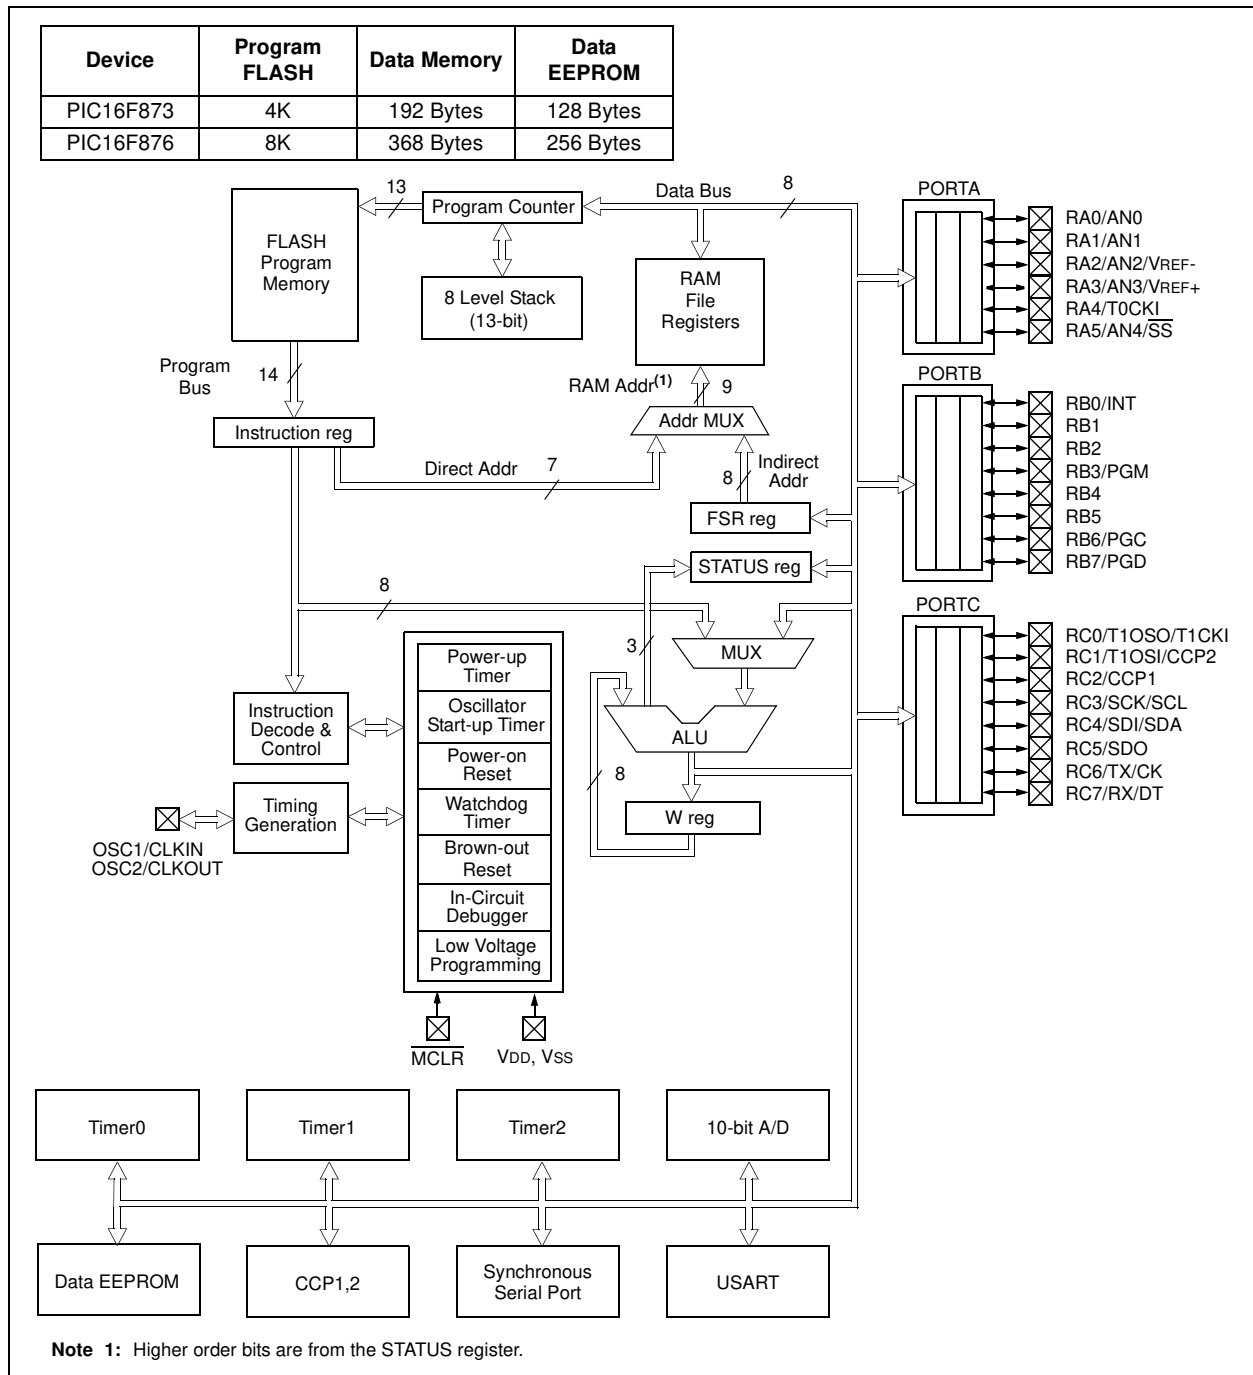 Device Program FLASH Data Memory Data EEPROM
PIC16F873 4K 192 Bytes 128 Bytes
PIC16F876 8K 368 Bytes 256 Bytes
FLASH
Program
Memory
13
Program Counter
8 Level Stack
(13-bit)
Data Bus
8
RAM
File
Registers
Program
Bus
14
RAM Addr(1)
9
Addr MUX
Instruction reg
Direct Addr
7
8
Indirect
Addr
FSR reg
STATUS reg
8
3
MUX
ALU
8
W reg
Instruction
Decode &
Control
Timing
Generation
OSC1/CLKIN
OSC2/CLKOUT
Power-up
Timer
Oscillator
Start-up Timer
Power-on
Reset
Watchdog
Timer
Brown-out
Reset
In-Circuit
Debugger
Low Voltage
Programming
MCLR
VDD, VSS
PORTA
RA0/AN0
RA1/AN1
RA2/AN2/VREF-
RA3/AN3/VREF+
RA4/T0CKI
RA5/AN4/SS
PORTB
RB0/INT
RB1
RB2
RB3/PGM
RB4
RB5
RB6/PGC
RB7/PGD
PORTC
RC0/T1OSO/T1CKI
RC1/T1OSI/CCP2
RC2/CCP1
RC3/SCK/SCL
RC4/SDI/SDA
RC5/SDO
RC6/TX/CK
RC7/RX/DT
Timer0
Timer1
Timer2
10-bit A/D
Data EEPROM
CCP1,2
Synchronous
Serial Port
USART
Note 1: Higher order bits are from the STATUS register.